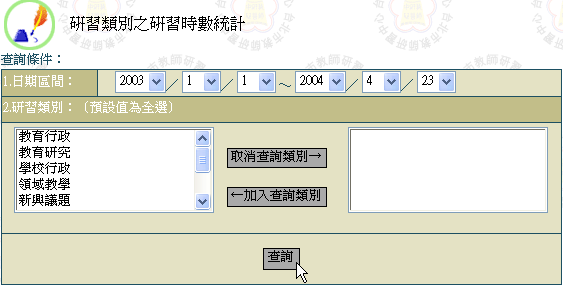 研習類別之研習時數統計
查詢條件：
1.日期區間： 2003 ／ 1 ／ 1 ～ 2004 ／ 4 ／ 23
2.研習類別：（預設值為全選）
教育行政
教育研究
學校行政
領域教學
新興議題
取消查詢類別→
←加入查詢類別
查詢